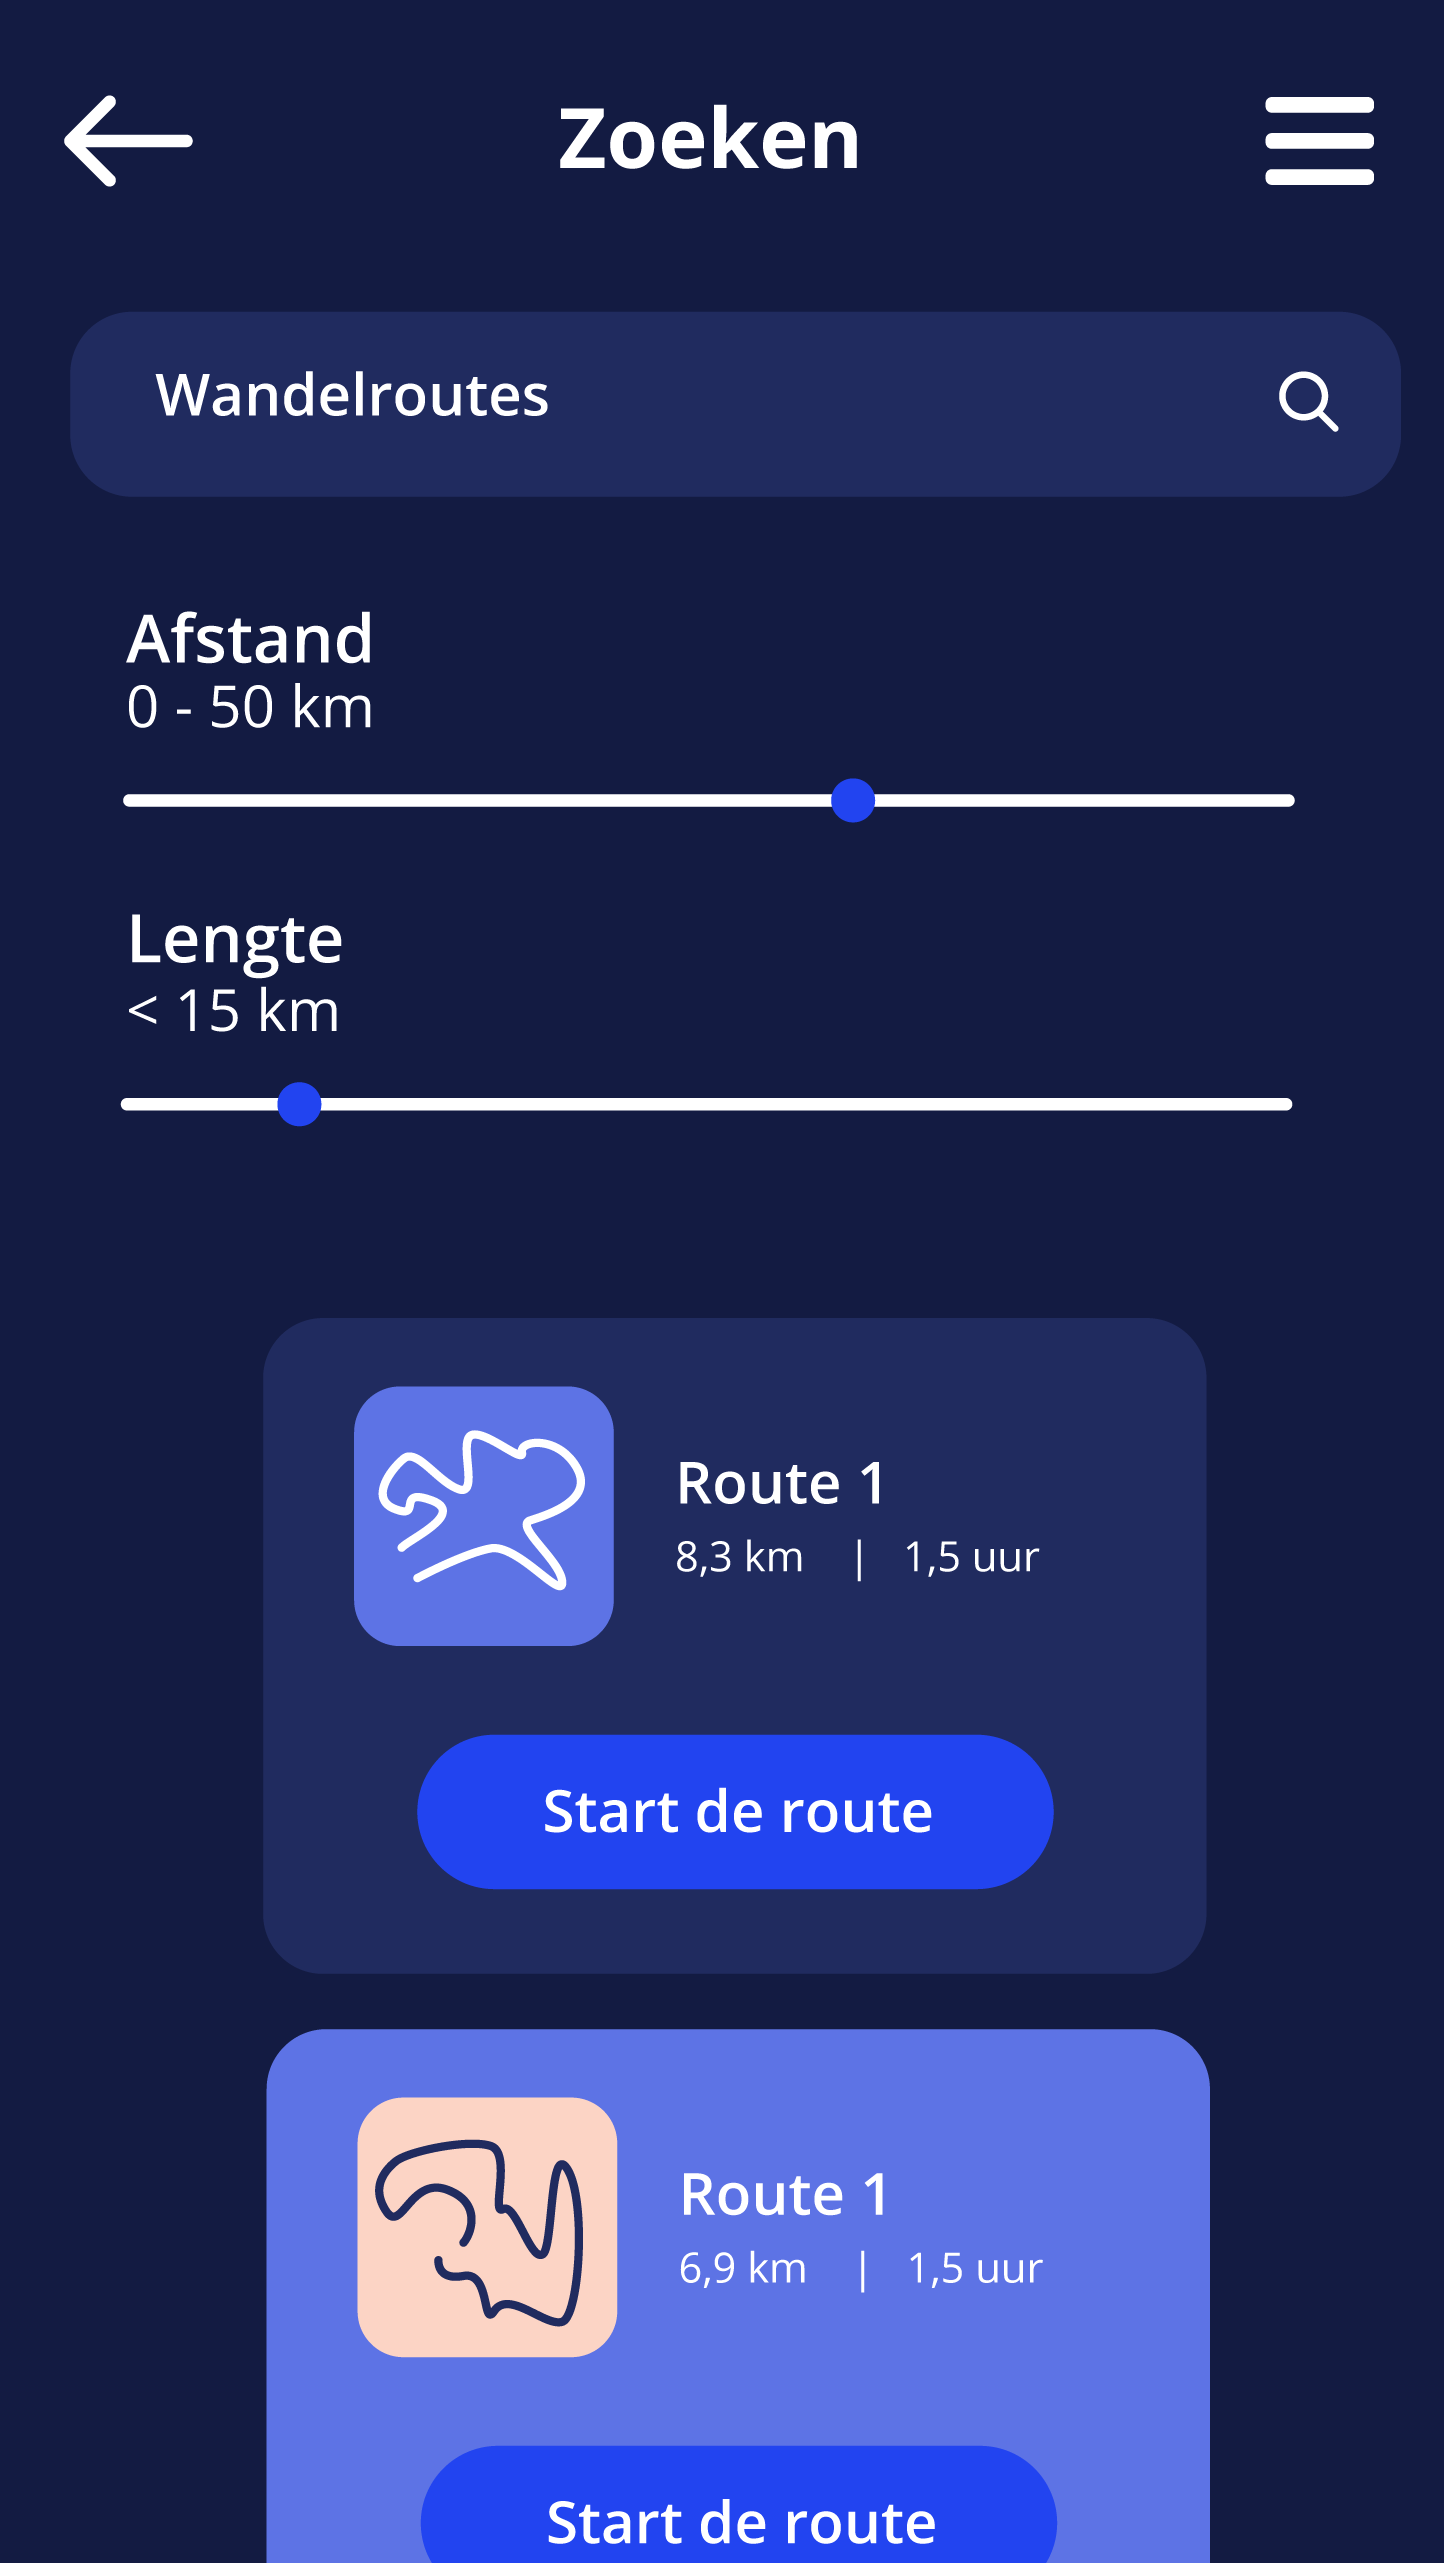 Zoeken
Wandelroutes
Afstand
0 - 50 km
Lengte
< 15 km
Route 1
8,3 km | 1,5 uur
Start de route
Route 1
6,9 km | 1,5 uur
Start de route